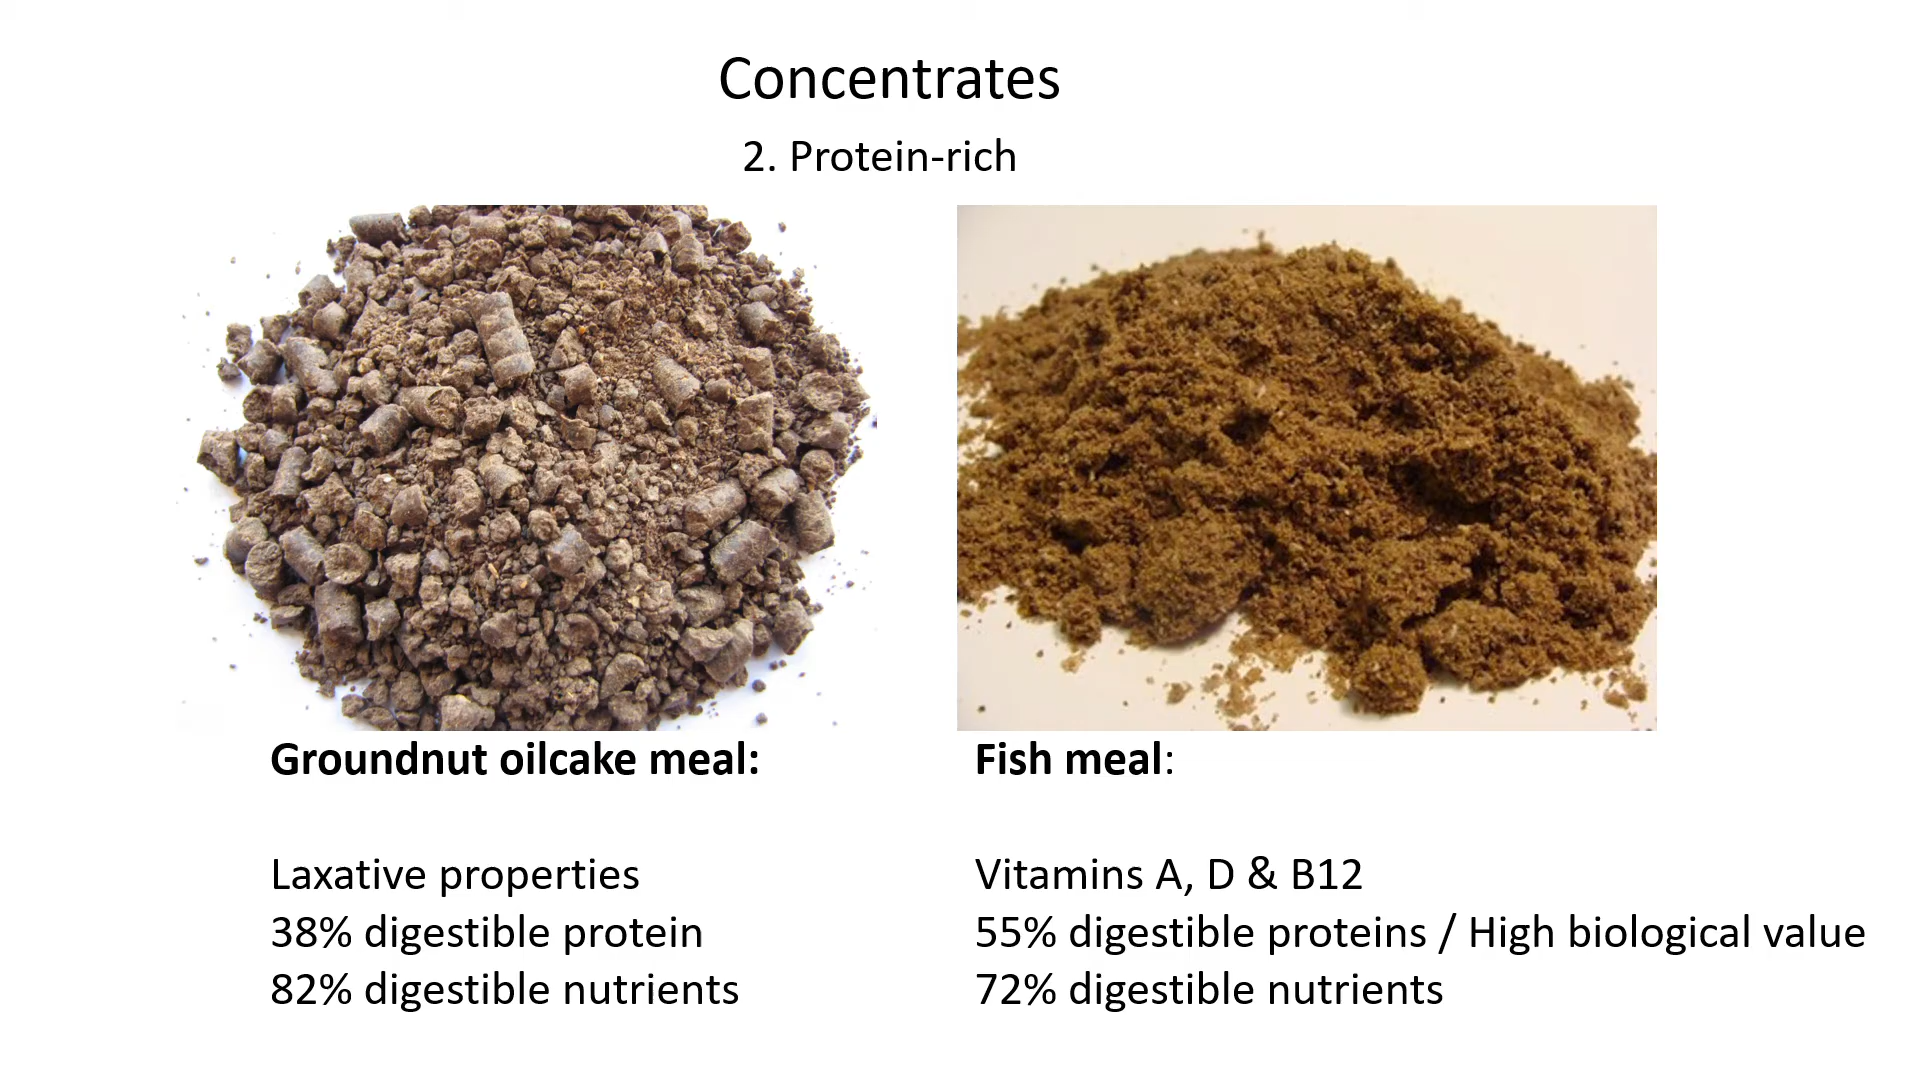 Concentrates
2. Protein-rich
Groundnut oilcake meal:
Laxative properties
38% digestible protein
82% digestible nutrients
Fish meal:
Vitamins A, D & B12
55% digestible proteins / High biological value
72% digestible nutrients